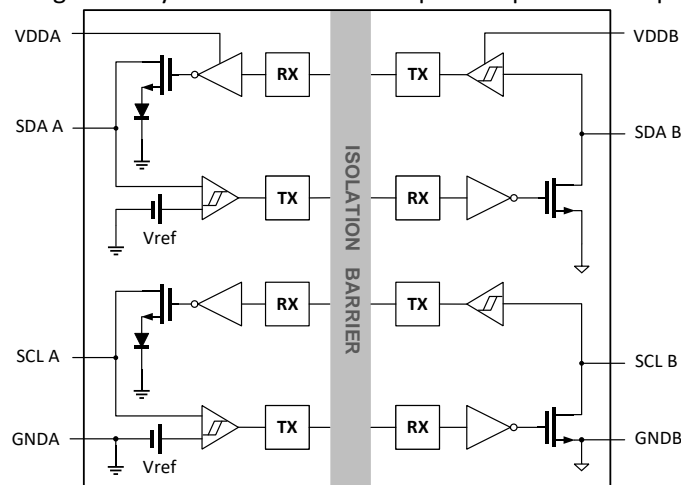 VDDA
VDDB
RX
TX
SDA A
SDA B
TX
RX
Vref
ISOLATION BARRIER
RX
TX
SCL A
SCL B
TX
RX
GNDA
GNDB
Vref